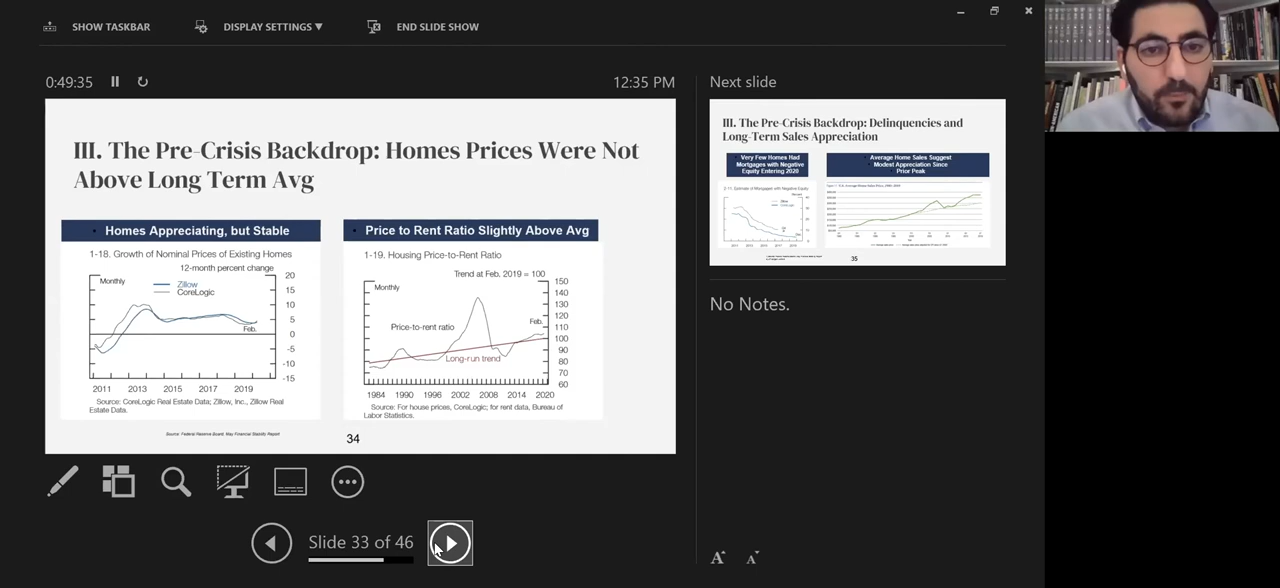 SHOW TASKBAR
DISPLAY SETTINGS ▼
END SLIDE SHOW
0:49:35
12:35 PM
III. The Pre-Crisis Backdrop: Homes Prices Were Not
Above Long Term Avg
• Homes Appreciating, but Stable
1-18. Growth of Nominal Prices of Existing Homes
12-month percent change
Monthly
Zillow
CoreLogic
Feb.
20
15
10
5
0
-5
-10
-15
2011 2013 2015 2017 2019
Source: CoreLogic Real Estate Data; Zillow, Inc., Zillow Real
Estate Data.
• Price to Rent Ratio Slightly Above Avg
1-19. Housing Price-to-Rent Ratio
Trend at Feb. 2019 = 100
Monthly
Price-to-rent ratio
Feb.
Long-run trend
150
140
130
120
110
100
90
80
70
60
1984 1990 1996 2002 2008 2014 2020
Source: For house prices, CoreLogic; for rent data, Bureau of
Labor Statistics.
Source: Federal Reserve Board, May Financial Stability Report
34
Slide 33 of 46
Next slide
III. The Pre-Crisis Backdrop: Delinquencies and
Long-Term Sales Appreciation
• Very Few Homes Had
Mortgages with Negative
Equity Entering 2020
• Average Home Sales Suggest
• Modest Appreciation Since
Prior Peak
35
No Notes.
A A